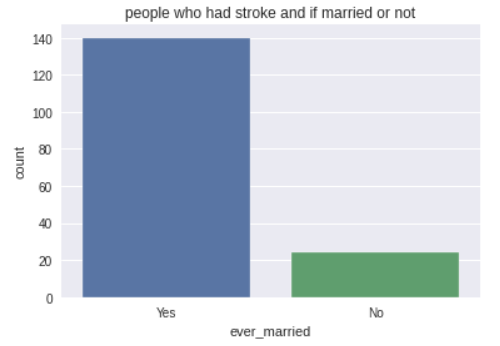 people who had stroke and if married or not
140
120
100
80
60
40
20
0
count
Yes No
ever_married